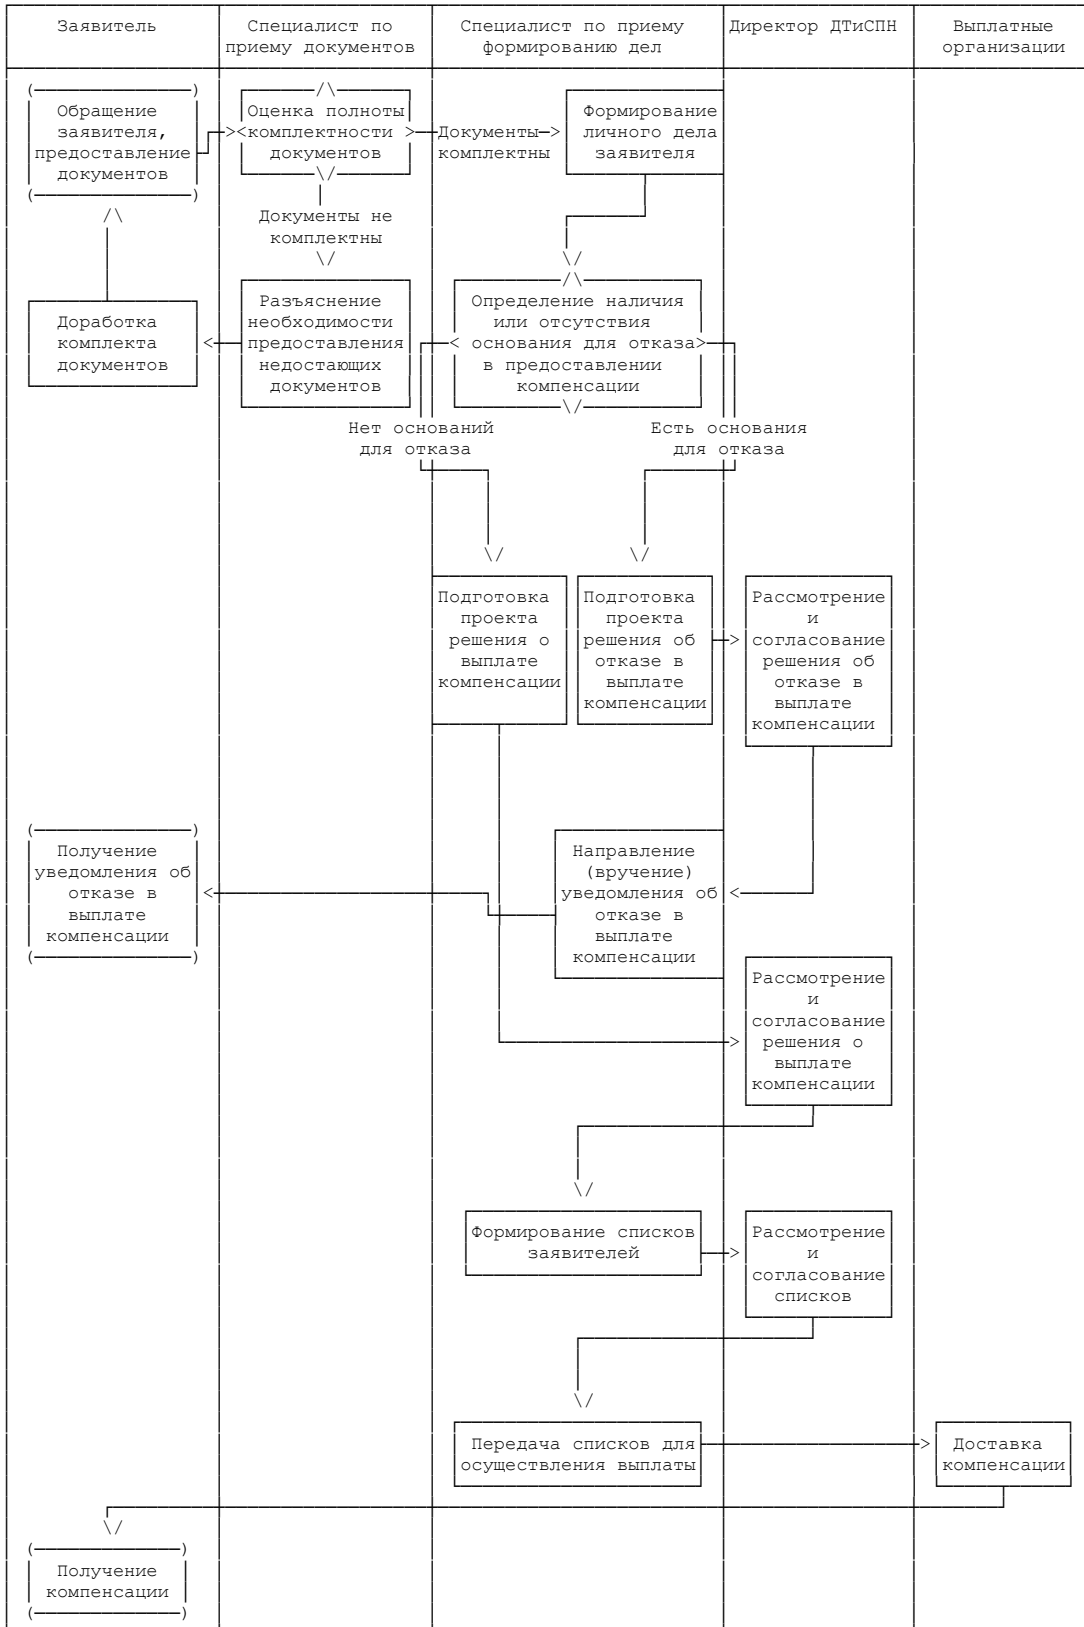 Заявитель
Специалист по
приему документов
Специалист по приему
формированию дел
Директор ДТиСПН
Выплатные
организации
Обращение
заявителя,
предоставление
документов
Оценка полноты
комплектности
документов
Документы
комплектны
Формирование
личного дела
заявителя
Документы не
комплектны
Доработка
комплекта
документов
Разъяснение
необходимости
предоставления
недостающих
документов
Определение наличия
или отсутствия
основания для отказа
в предоставлении
компенсации
Нет оснований
для отказа
Есть основания
для отказа
Подготовка
проекта
решения о
выплате
компенсации
Подготовка
проекта
решения об
отказе в
выплате
компенсации
Рассмотрение
и
согласование
решения об
отказе в
выплате
компенсации
Получение
уведомления об
отказе в
выплате
компенсации
Направление
(вручение)
уведомления об
отказе в
выплате
компенсации
Рассмотрение
и
согласование
решения о
выплате
компенсации
Формирование списков
заявителей
Рассмотрение
и
согласование
списков
Передача списков для
осуществления выплаты
Доставка
компенсации
Получение
компенсации